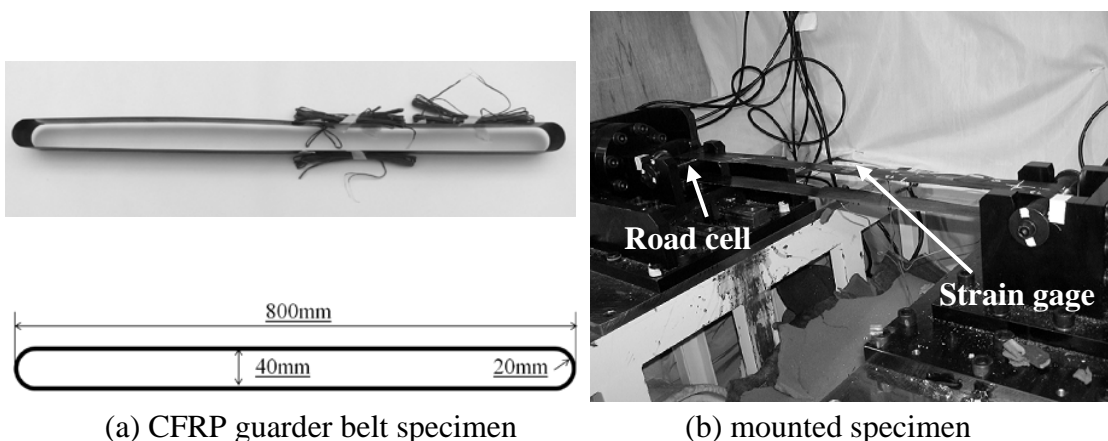 Road cell
Strain gage
800mm
40mm
20mm
(a) CFRP guarder belt specimen
(b) mounted specimen